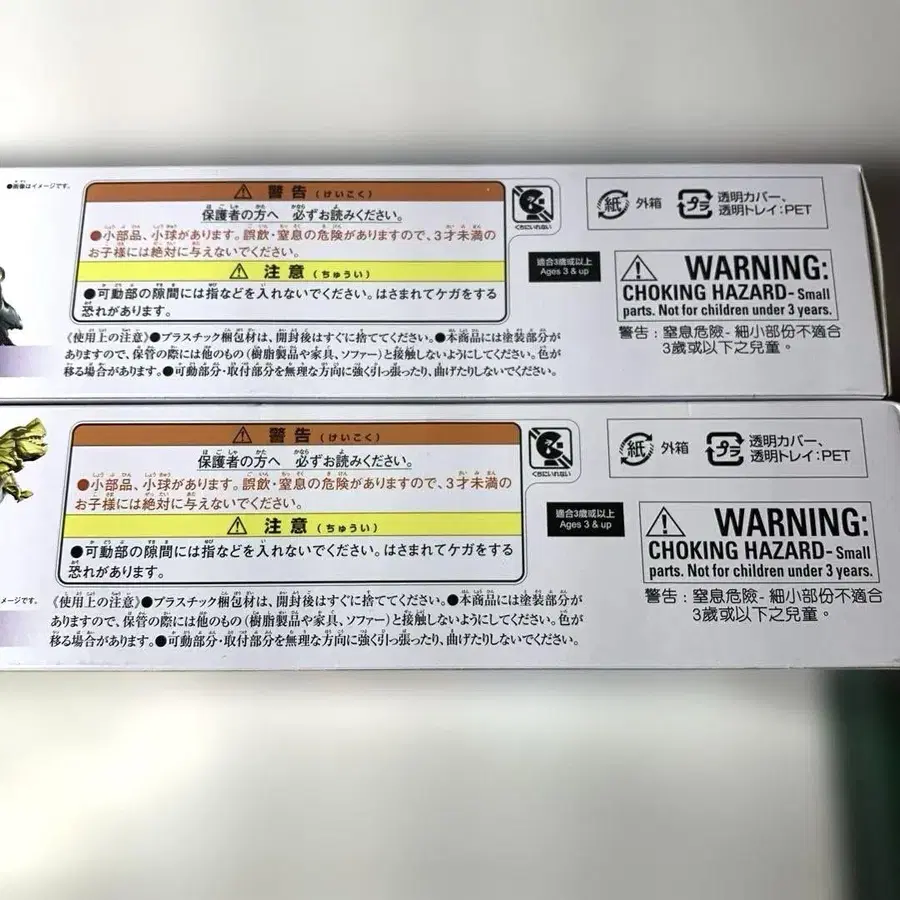 ●画像はイメージです。
⚠ 警告 (けいこく)
保護者の方へ 必ずお読みください。
●小部品、小球があります。誤飲・窒息の危険がありますので、3才未満の
お子様には絶対に与えないでください。
⚠ 注意 (ちゅうい)
●可動部の隙間には指などを入れないでください。はさまれてケガをする
恐れがあります。
《使用上の注意》●プラスチック梱包材は、開封後はすぐに捨ててください。●本商品には塗装部分が
ありますので、保管の際には他のもの(樹脂製品や家具、ソファー)と接触しないようにしてください。色が
移る場合があります。●可動部分・取付部分を無理な方向に強く引っ張ったり、曲げたりしないでください。
くちにいれない
紙 外箱
プラ 透明カバー、
透明トレイ:PET
適合3歳或以上
Ages 3 & up
WARNING:
CHOKING HAZARD- Small
parts. Not for children under 3 years.
警告：窒息危險- 細小部份不適合
3歲或以下之兒童。
メージです。
⚠ 警告 (けいこく)
保護者の方へ 必ずお読みください。
●小部品、小球があります。誤飲・窒息の危険がありますので、3才未満の
お子様には絶対に与えないでください。
⚠ 注意 (ちゅうい)
●可動部の隙間には指などを入れないでください。はさまれてケガをする
恐れがあります。
《使用上の注意》●プラスチック梱包材は、開封後はすぐに捨ててください。●本商品には塗装部分が
ありますので、保管の際には他のもの(樹脂製品や家具、ソファー)と接触しないようにしてください。色が
移る場合があります。●可動部分・取付部分を無理な方向に強く引っ張ったり、曲げたりしないでください。
くちにいれない
紙 外箱
プラ 透明カバー、
透明トレイ:PET
適合3歳或以上
Ages 3 & up
WARNING:
CHOKING HAZARD- Small
parts. Not for children under 3 years.
警告：窒息危險- 細小部份不適合
3歲或以下之兒童。